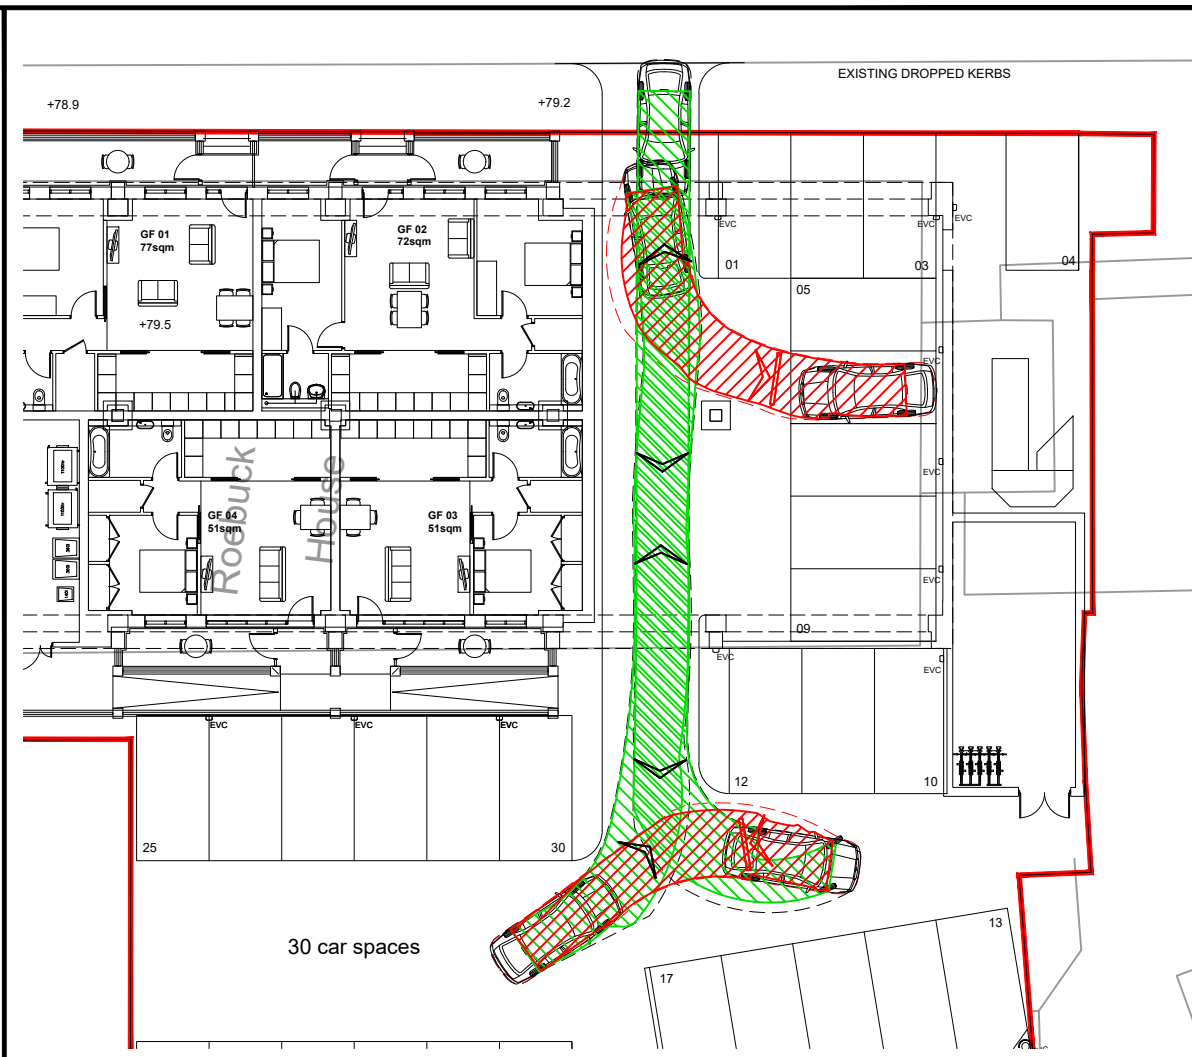 EXISTING DROPPED KERBS
+78.9
+79.2
EVC
EVC
EVC
GF 01
77sqm
GF 02
72sqm
01
03
04
05
+79.5
EVC
EVC
Roebuck
House
GF 04
51sqm
GF 03
51sqm
EVC
09
EVC
EVC
EVC
EVC
EVC
12
10
25
30
30 car spaces
13
17